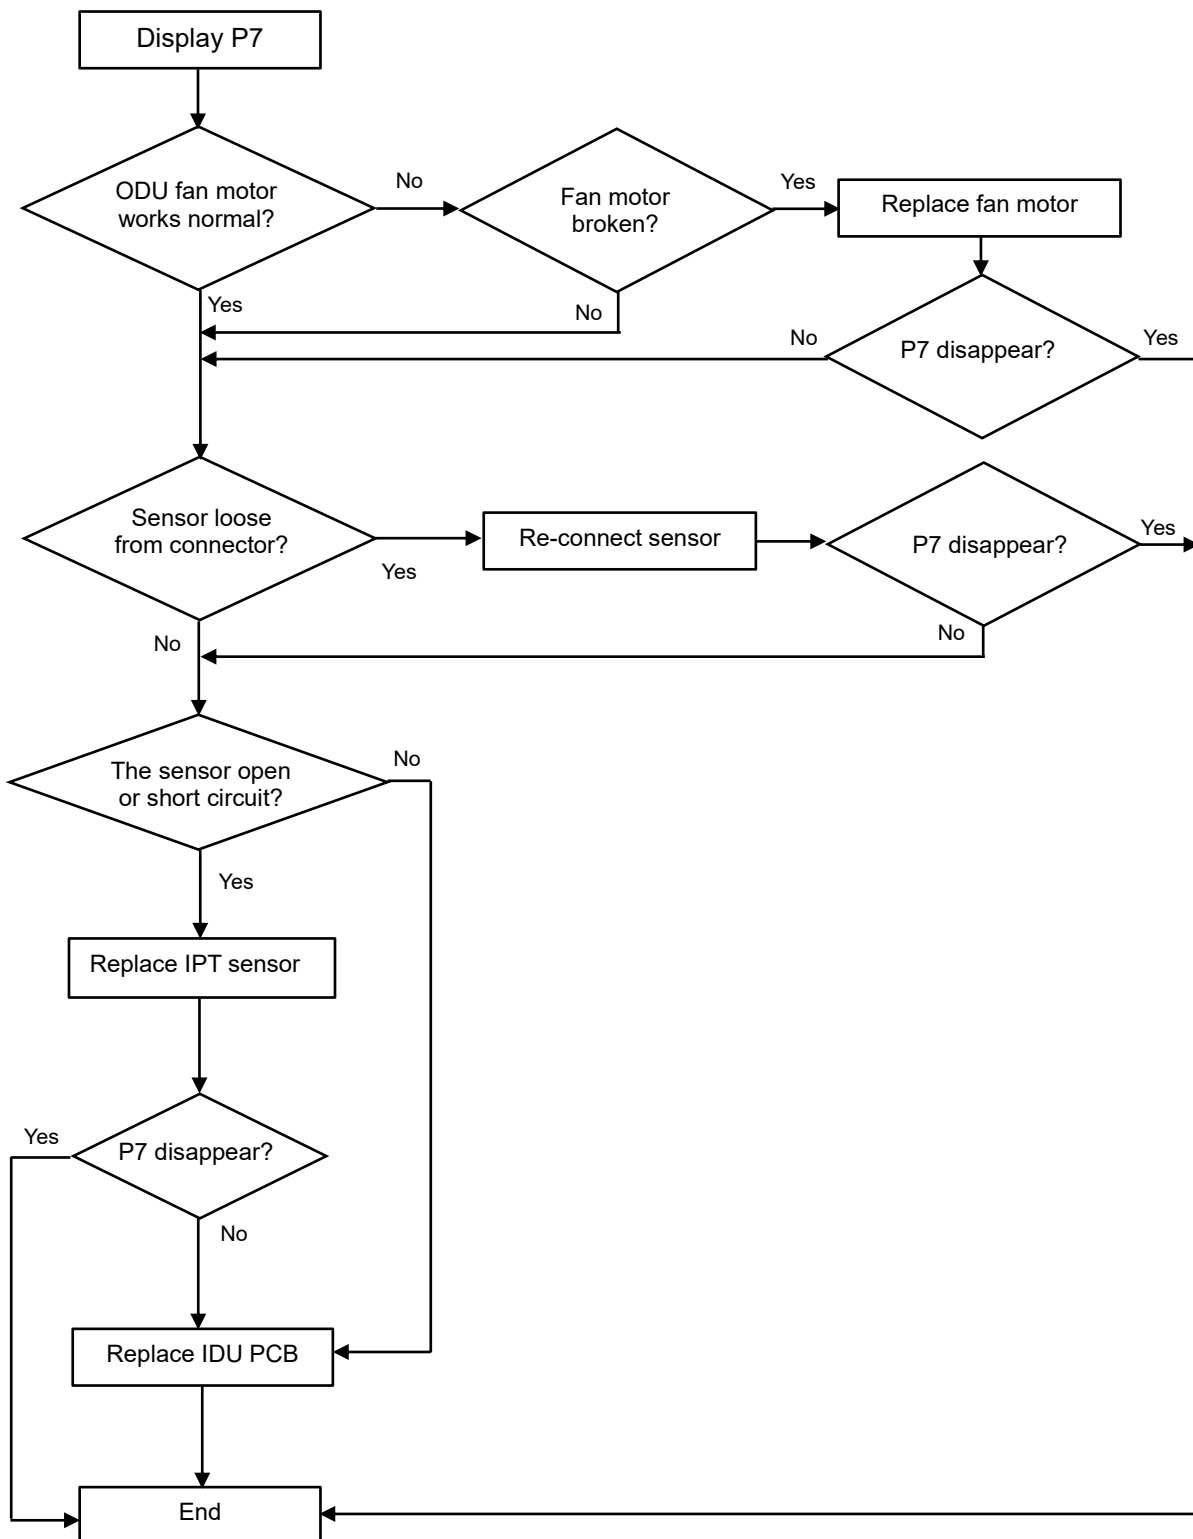 Display P7
ODU fan motor
works normal?
No
Fan motor
broken?
Yes
Replace fan motor
Yes
No
No
P7 disappear?
Yes
Sensor loose
from connector?
Yes
Re-connect sensor
P7 disappear?
Yes
No
No
The sensor open
or short circuit?
No
Yes
Replace IPT sensor
P7 disappear?
Yes
No
Replace IDU PCB
End